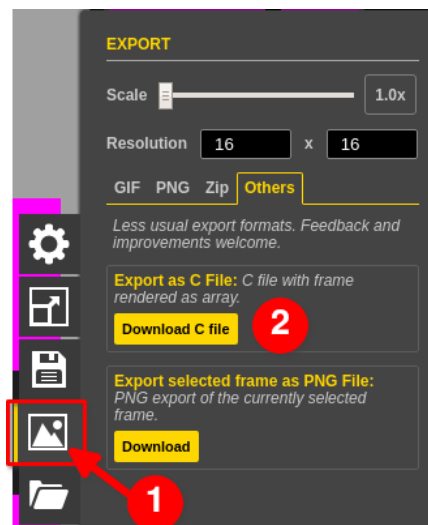 EXPORT
Scale 1.0x
Resolution 16 x 16
GIF PNG Zip Others
Less usual export formats. Feedback and
improvements welcome.
Export as C File: C file with frame
rendered as array.
Download C file 2
Export selected frame as PNG File:
PNG export of the currently selected
frame.
Download
1